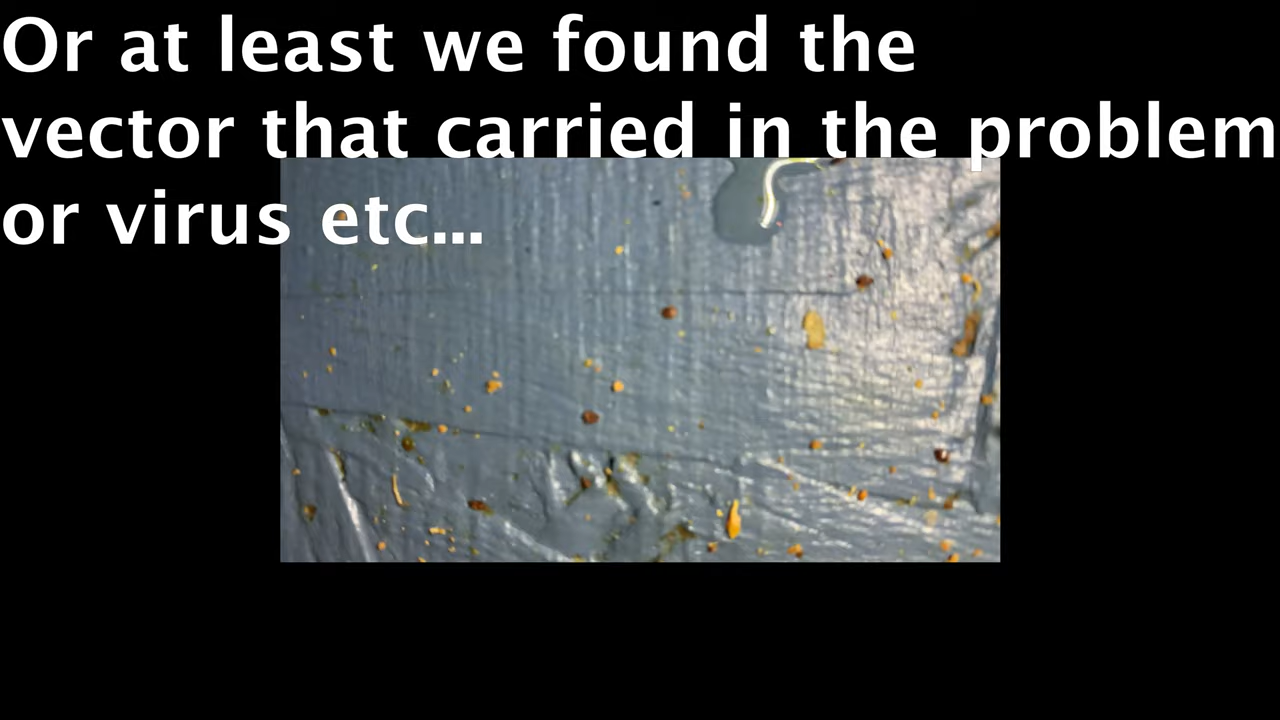 Or at least we found the
vector that carried in the problem
or virus etc...